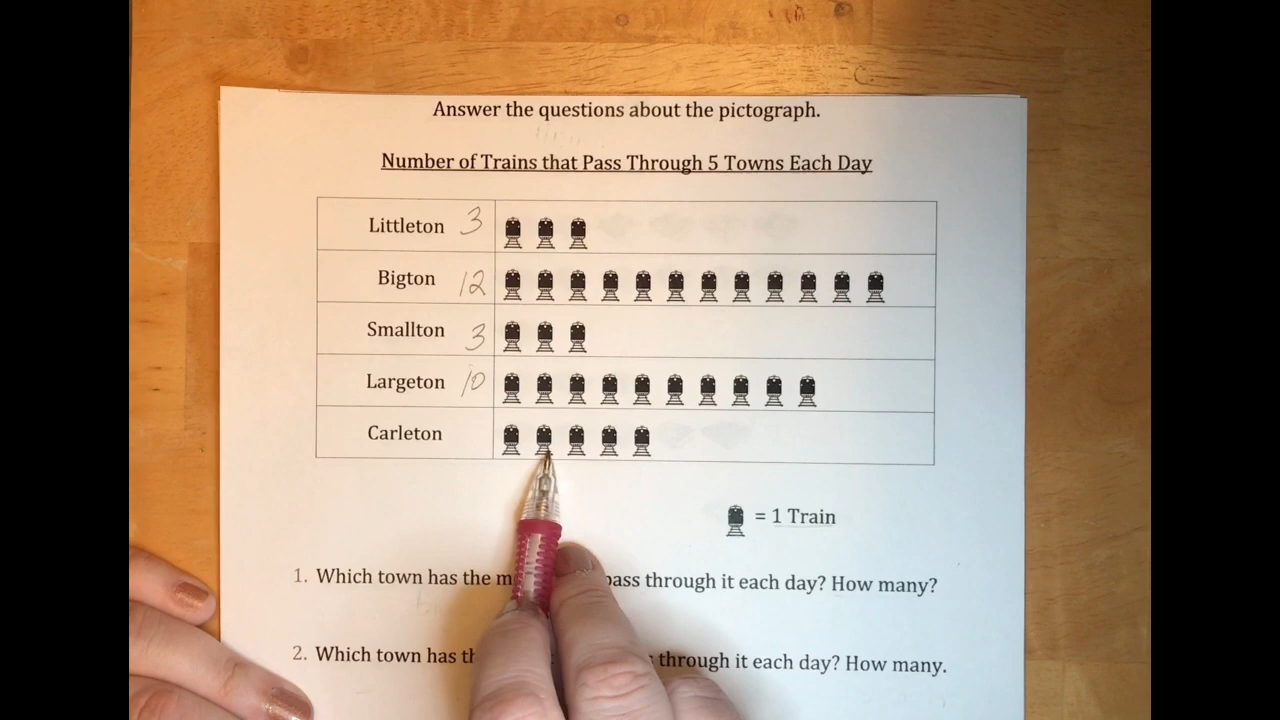 Answer the questions about the pictograph.
Number of Trains that Pass Through 5 Towns Each Day
Littleton 3
Bigton 12
Smallton 3
Largeton 10
Carleton
= 1 Train
1. Which town has the pass through it each day? How many?
2. Which town has through it each day? How many.